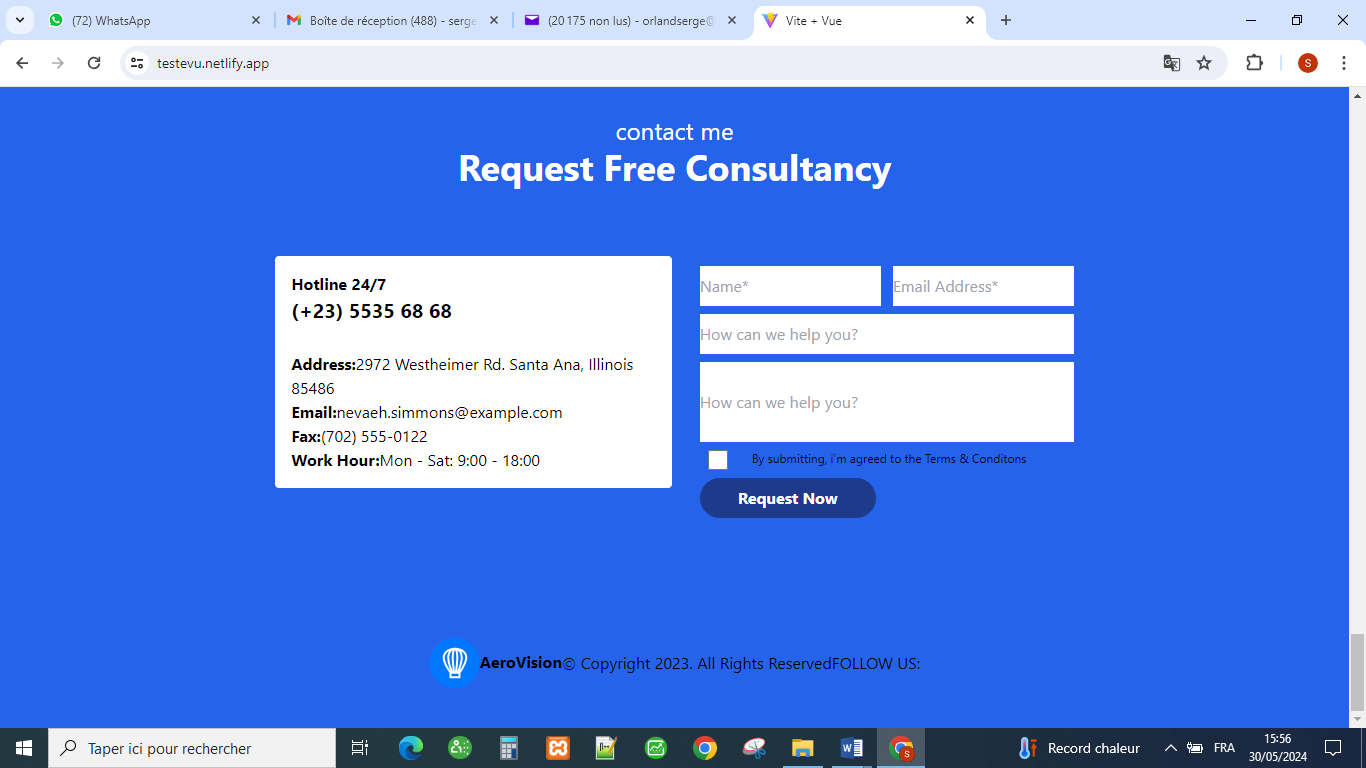 (72) WhatsApp
Boîte de réception (488) - serge
(20 175 non lus) - orlandserge@
Vite + Vue
testevu.netlify.app
S
contact me
Request Free Consultancy
Hotline 24/7
(+23) 5535 68 68
Address:2972 Westheimer Rd. Santa Ana, Illinois
85486
Email:nevaeh.simmons@example.com
Fax:(702) 555-0122
Work Hour:Mon - Sat: 9:00 - 18:00
Name*
Email Address*
How can we help you?
How can we help you?
By submitting, i'm agreed to the Terms & Conditons
Request Now
AeroVision© Copyright 2023. All Rights ReservedFOLLOW US:
Taper ici pour rechercher
Record chaleur
FRA
15:56
30/05/2024